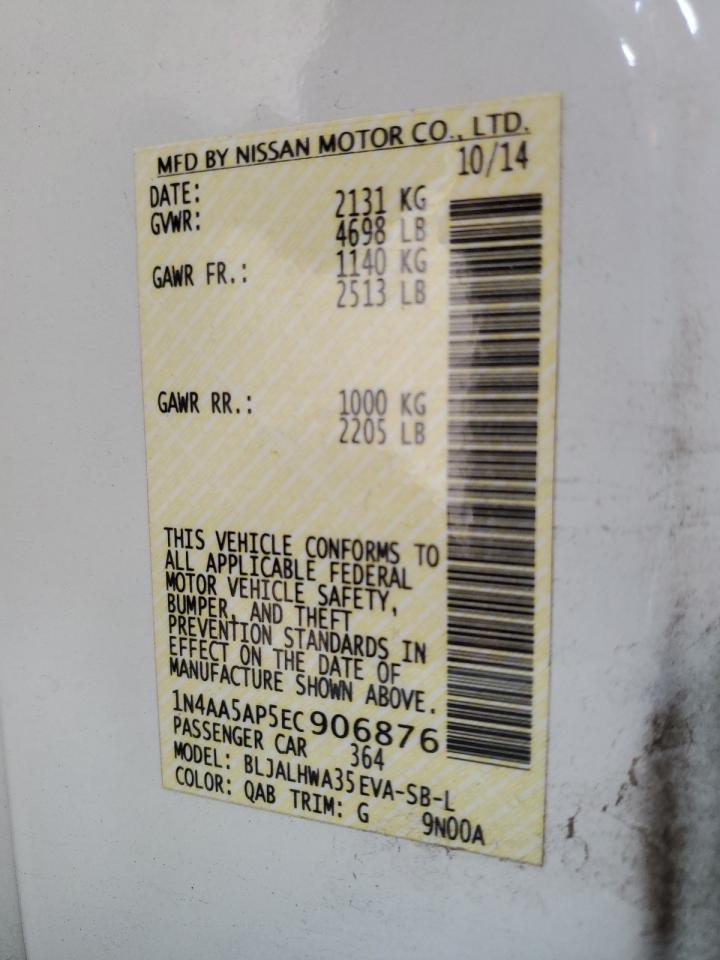 MFD BY NISSAN MOTOR CO., LTD.
DATE: 10/14
GVWR: 2131 KG
4698 LB
GAWR FR.: 1140 KG
2513 LB
GAWR RR.: 1000 KG
2205 LB
THIS VEHICLE CONFORMS TO
ALL APPLICABLE FEDERAL
MOTOR VEHICLE SAFETY,
BUMPER, AND THEFT
PREVENTION STANDARDS IN
EFFECT ON THE DATE OF
MANUFACTURE SHOWN ABOVE.
1N4AA5AP5EC906876
PASSENGER CAR 364
MODEL: BLJALHWA35EVA-SB-L
COLOR: QAB TRIM: G 9N00A